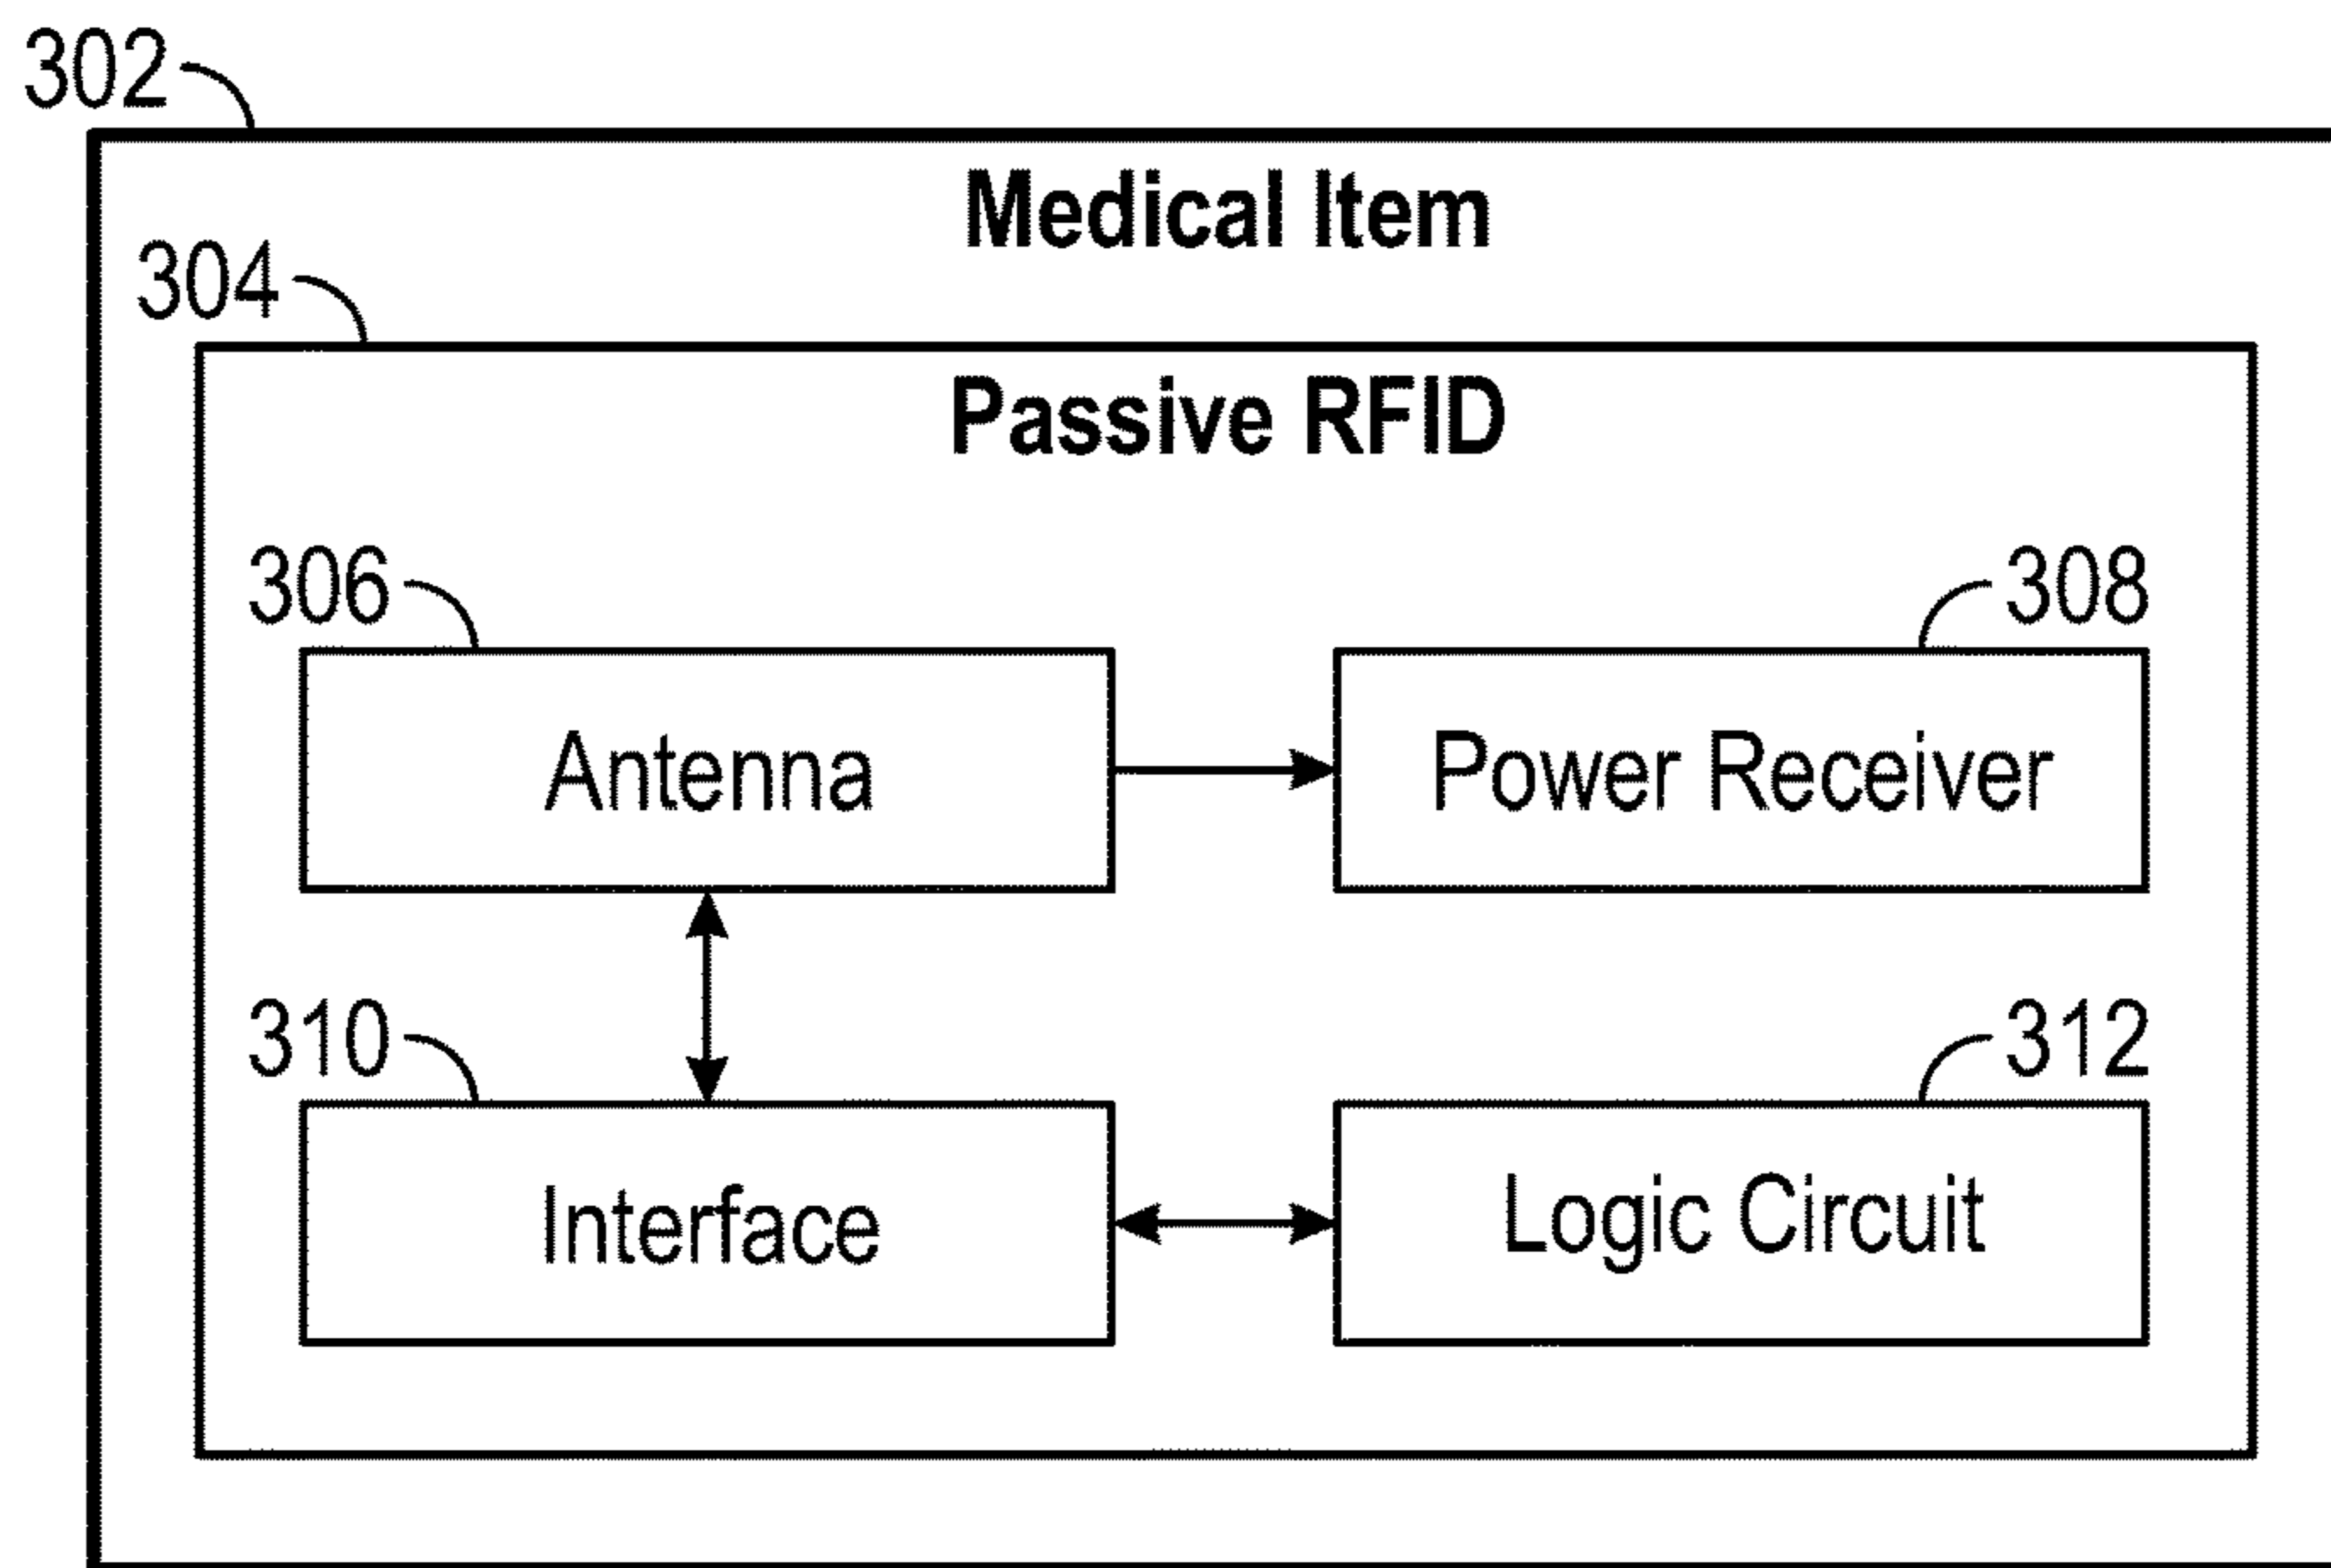 302
Medical Item
304
Passive RFID
306
308
Antenna
Power Receiver
310
312
Interface
Logic Circuit